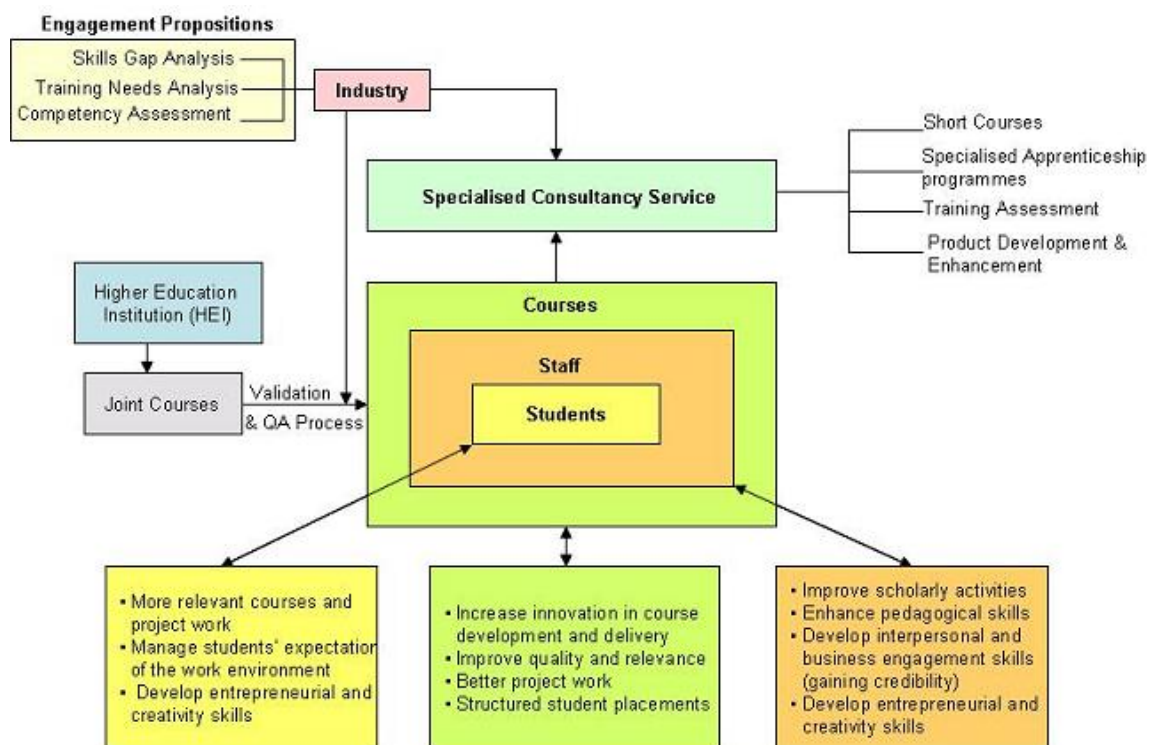 Engagement Propositions
Skills Gap Analysis
Training Needs Analysis
Competency Assessment
Industry
Specialised Consultancy Service
Short Courses
Specialised Apprenticeship
programmes
Training Assessment
Product Development &
Enhancement
Higher Education
Institution (HEI)
Joint Courses
Validation
& QA Process
Courses
Staff
Students
▪ More relevant courses and
project work
▪ Manage students' expectation
of the work environment
▪ Develop entrepreneurial and
creativity skills
▪ Increase innovation in course
development and delivery
▪ Improve quality and relevance
▪ Better project work
▪ Structured student placements
▪ Improve scholarly activities
▪ Enhance pedagogical skills
▪ Develop interpersonal and
business engagement skills
(gaining credibility)
▪ Develop entrepreneurial and
creativity skills